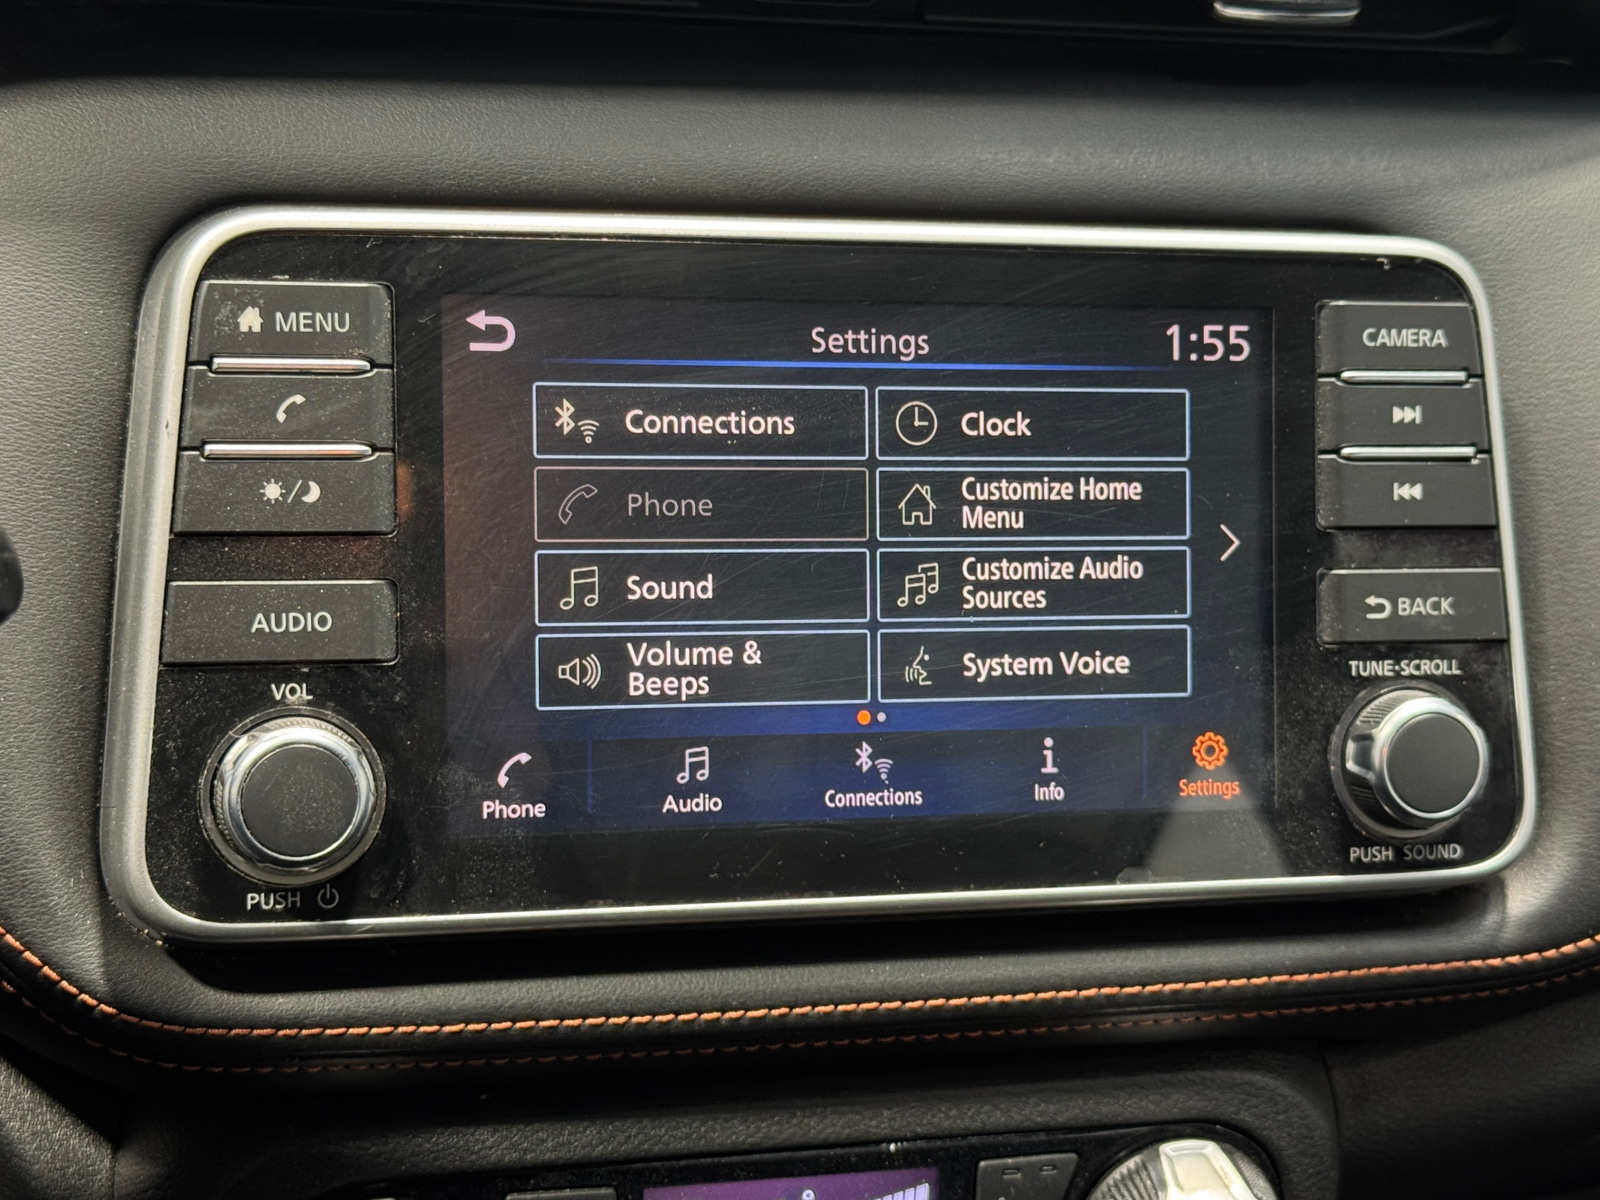 MENU
AUDIO
VOL
PUSH
Settings
1:55
Connections
Clock
Phone
Customize Home
Menu
Sound
Customize Audio
Sources
Volume &
Beeps
System Voice
Phone
Audio
Connections
Info
Settings
CAMERA
BACK
TUNE·SCROLL
PUSH SOUND